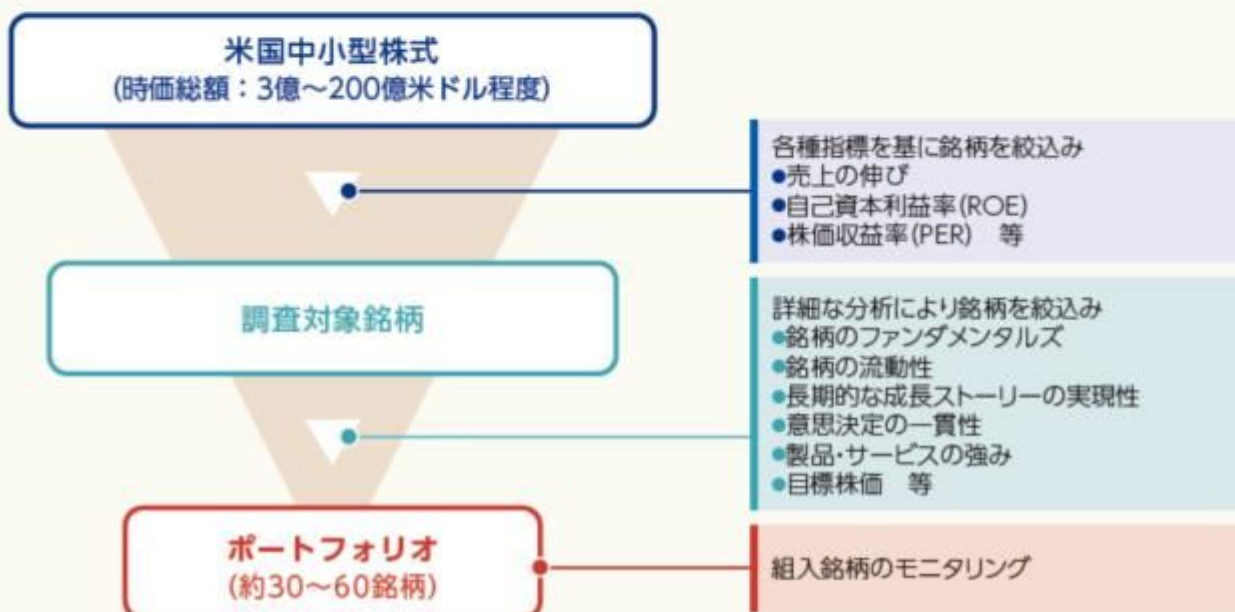 米国中小型株式
(時価総額：3億～200億米ドル程度)
各種指標を基に銘柄を絞込み
●売上の伸び
●自己資本利益率(ROE)
●株価収益率(PER)　等
調査対象銘柄
詳細な分析により銘柄を絞込み
●銘柄のファンダメンタルズ
●銘柄の流動性
●長期的な成長ストーリーの実現性
●意思決定の一貫性
●製品・サービスの強み
●目標株価　等
ポートフォリオ
(約30～60銘柄)
組入銘柄のモニタリング